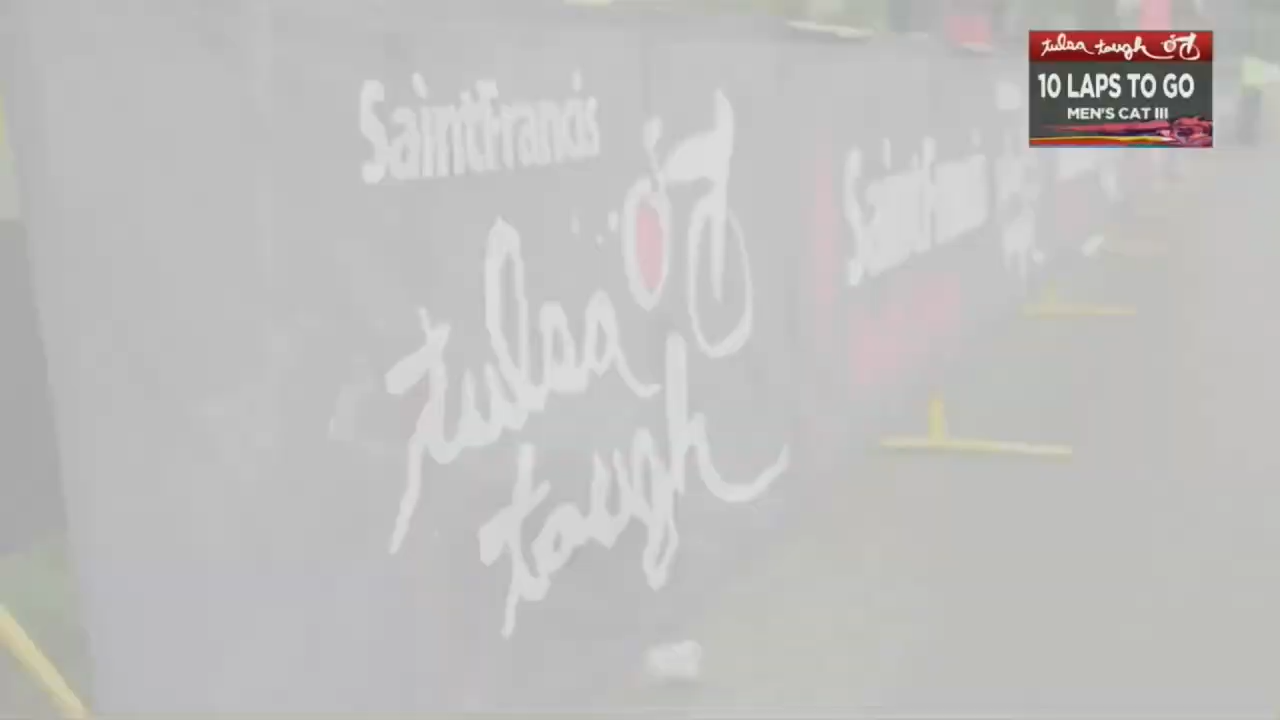 tulsa tough
10 LAPS TO GO
MEN'S CAT III
SaintFrancis
tulsa
tough
SaintFrancis